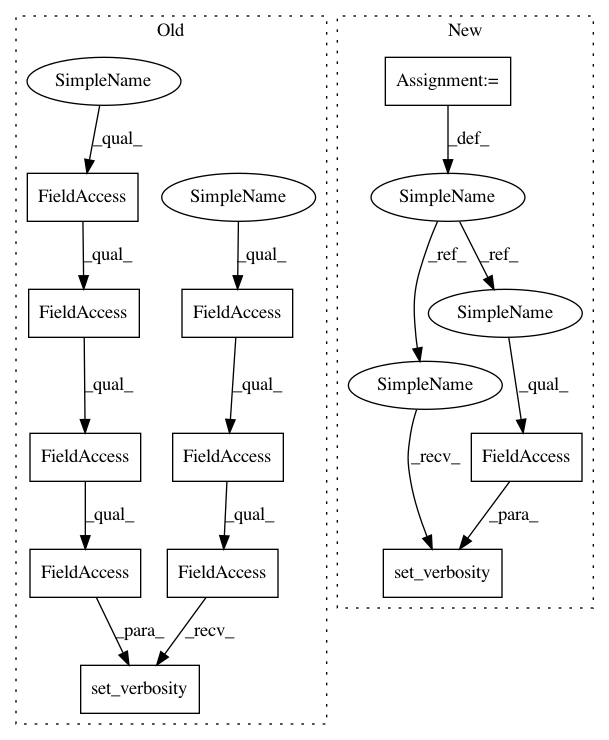 Old
New
SimpleName
Assignment:=
_qual_
_def_
FieldAccess
SimpleName
SimpleName
_qual_
_qual_
_ref_
_ref_
FieldAccess
FieldAccess
SimpleName
_qual_
_qual_
SimpleName
_qual_
FieldAccess
FieldAccess
FieldAccess
_qual_
_qual_
_recv_
_para_
FieldAccess
FieldAccess
set_verbosity
_para_
_recv_
set_verbosity